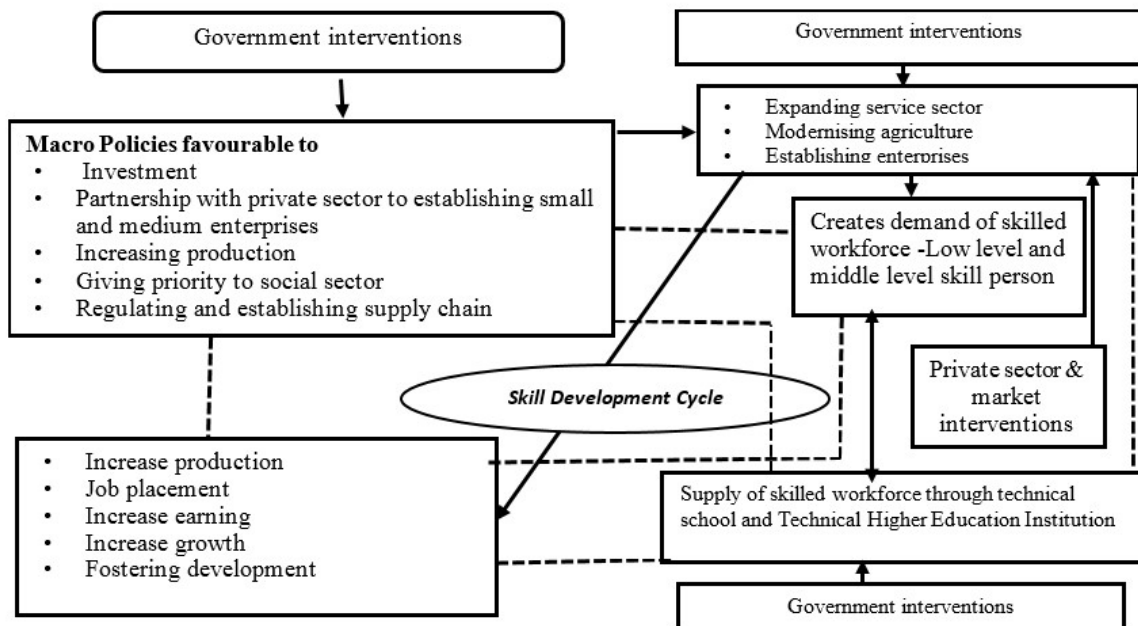 Government interventions
Government interventions
Macro Policies favourable to
• Investment
• Partnership with private sector to establishing small
and medium enterprises
• Increasing production
• Giving priority to social sector
• Regulating and establishing supply chain
• Expanding service sector
• Modernising agriculture
• Establishing enterprises
Creates demand of skilled
workforce -Low level and
middle level skill person
Private sector &
market
interventions
Skill Development Cycle
• Increase production
• Job placement
• Increase earning
• Increase growth
• Fostering development
Supply of skilled workforce through technical
school and Technical Higher Education Institution
Government interventions